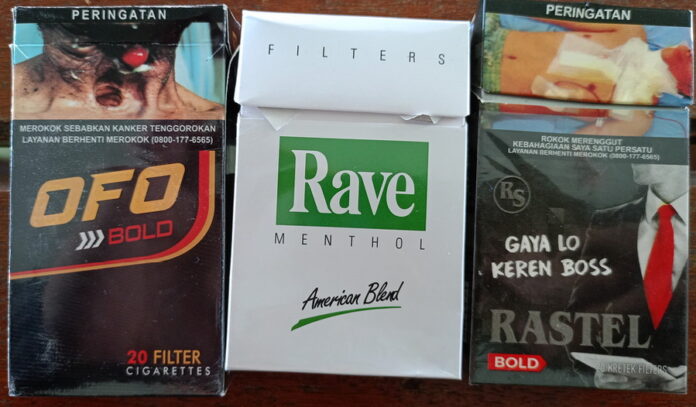 PERINGATAN
MEROKOK SEBABKAN KANKER TENGGOROKAN
LAYANAN BERHENTI MEROKOK (0800-177-6565)
OFO
BOLD
20 FILTER
CIGARETTES
FILTERS
Rave
MENTHOL
American Blend
PERINGATAN
ROKOK MERENGGUT
KEBAHAGIAAN SAYA SATU PERSATU
LAYANAN BERHENTI MEROKOK (0800-177-6565)
RS
GAYA LO
KEREN BOSS
RASTEL
BOLD
KRETEK FILTERS